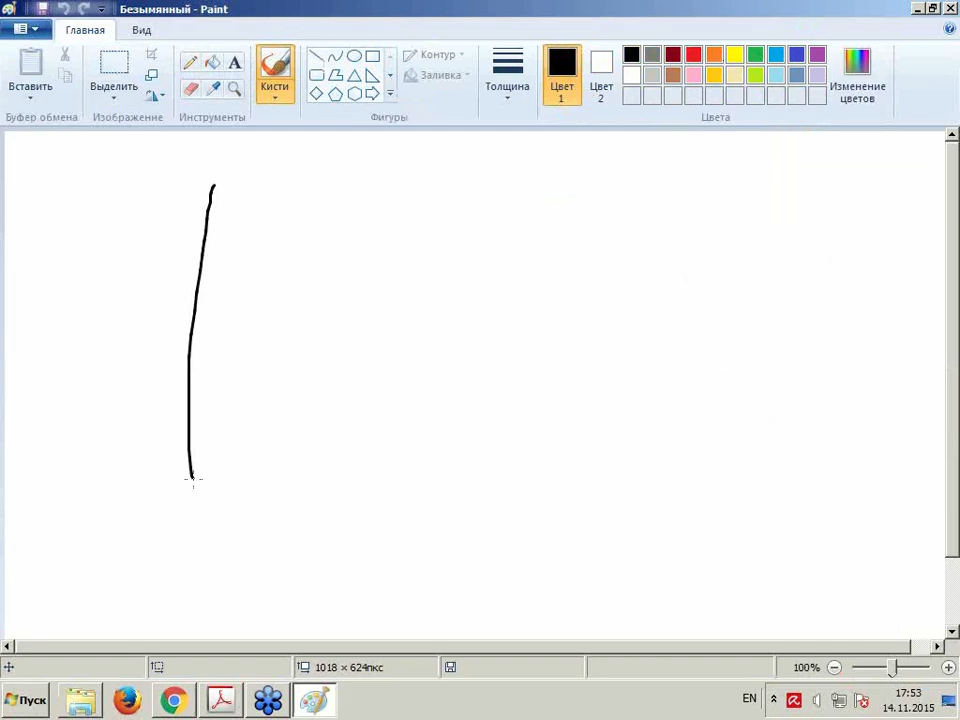 Безымянный - Paint
Главная
Вид
Вставить
Буфер обмена
Выделить
Изображение
A
Инструменты
Кисти
Контур
Заливка
Фигуры
Толщина
Цвет
1
Цвет
2
Изменение
цветов
Цвета
1018 × 624пкс
100%
Пуск
EN
17:53
14.11.2015